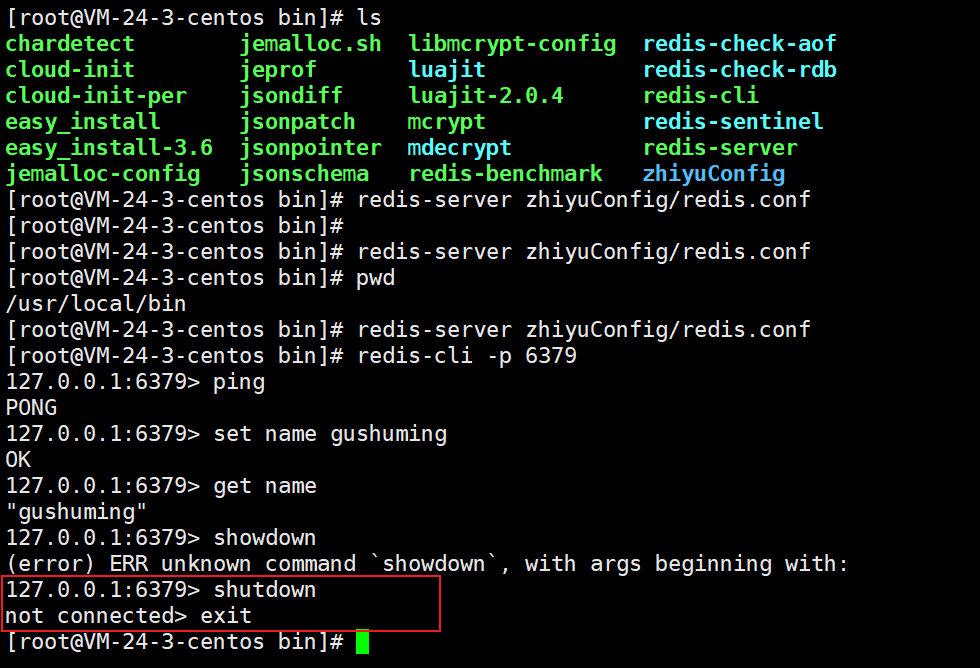 [root@VM-24-3-centos bin]# ls
chardetect jemalloc.sh libmcrypt-config redis-check-aof
cloud-init jeprof luajit redis-check-rdb
cloud-init-per jsondiff luajit-2.0.4 redis-cli
easy_install jsonpatch mcrypt redis-sentinel
easy_install-3.6 jsonpointer mdecrypt redis-server
jemalloc-config jsonschema redis-benchmark zhiyuConfig
[root@VM-24-3-centos bin]# redis-server zhiyuConfig/redis.conf
[root@VM-24-3-centos bin]#
[root@VM-24-3-centos bin]# redis-server zhiyuConfig/redis.conf
[root@VM-24-3-centos bin]# pwd
/usr/local/bin
[root@VM-24-3-centos bin]# redis-server zhiyuConfig/redis.conf
[root@VM-24-3-centos bin]# redis-cli -p 6379
127.0.0.1:6379> ping
PONG
127.0.0.1:6379> set name gushuming
OK
127.0.0.1:6379> get name
"gushuming"
127.0.0.1:6379> showdown
(error) ERR unknown command `showdown`, with args beginning with:
127.0.0.1:6379> shutdown
not connected> exit
[root@VM-24-3-centos bin]#